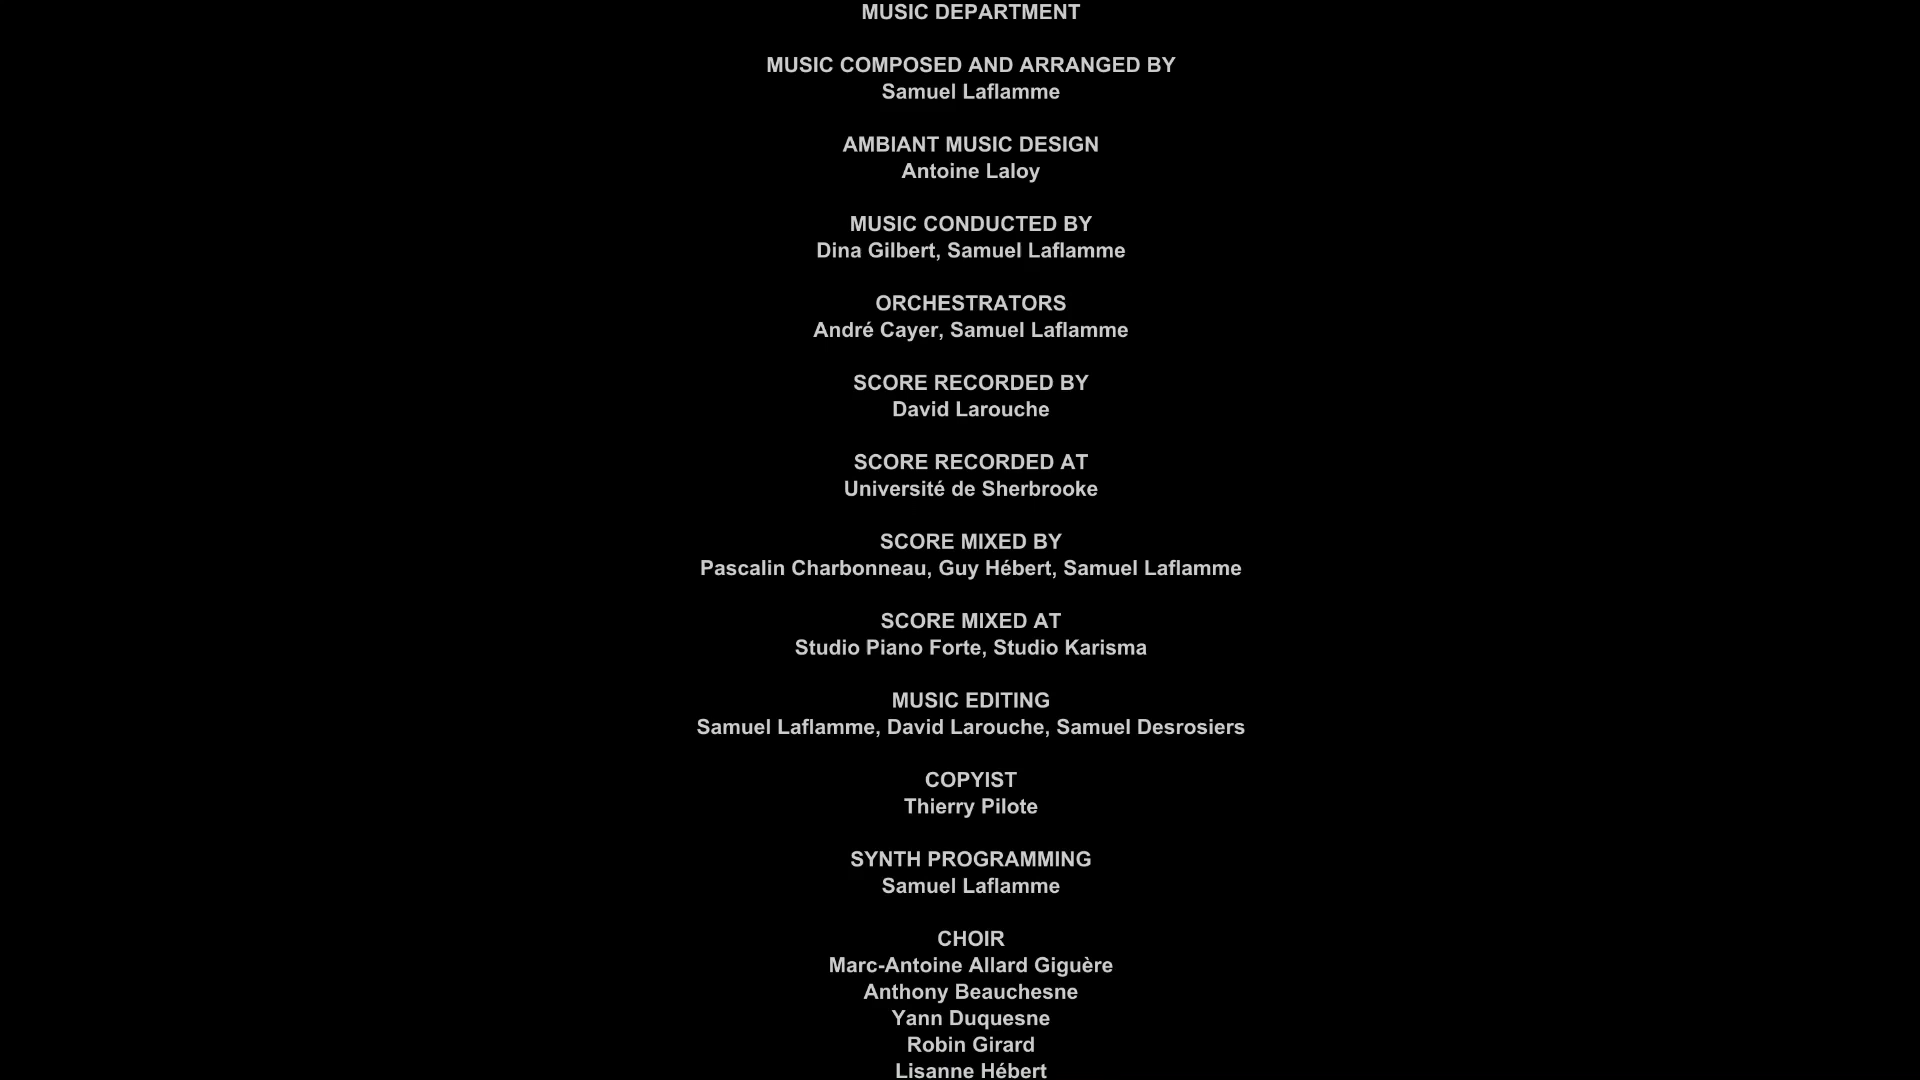 MUSIC DEPARTMENT
MUSIC COMPOSED AND ARRANGED BY
Samuel Laflamme
AMBIANT MUSIC DESIGN
Antoine Laloy
MUSIC CONDUCTED BY
Dina Gilbert, Samuel Laflamme
ORCHESTRATORS
André Cayer, Samuel Laflamme
SCORE RECORDED BY
David Larouche
SCORE RECORDED AT
Université de Sherbrooke
SCORE MIXED BY
Pascalin Charbonneau, Guy Hébert, Samuel Laflamme
SCORE MIXED AT
Studio Piano Forte, Studio Karisma
MUSIC EDITING
Samuel Laflamme, David Larouche, Samuel Desrosiers
COPYIST
Thierry Pilote
SYNTH PROGRAMMING
Samuel Laflamme
CHOIR
Marc-Antoine Allard Giguère
Anthony Beauchesne
Yann Duquesne
Robin Girard
Lisanne Hébert